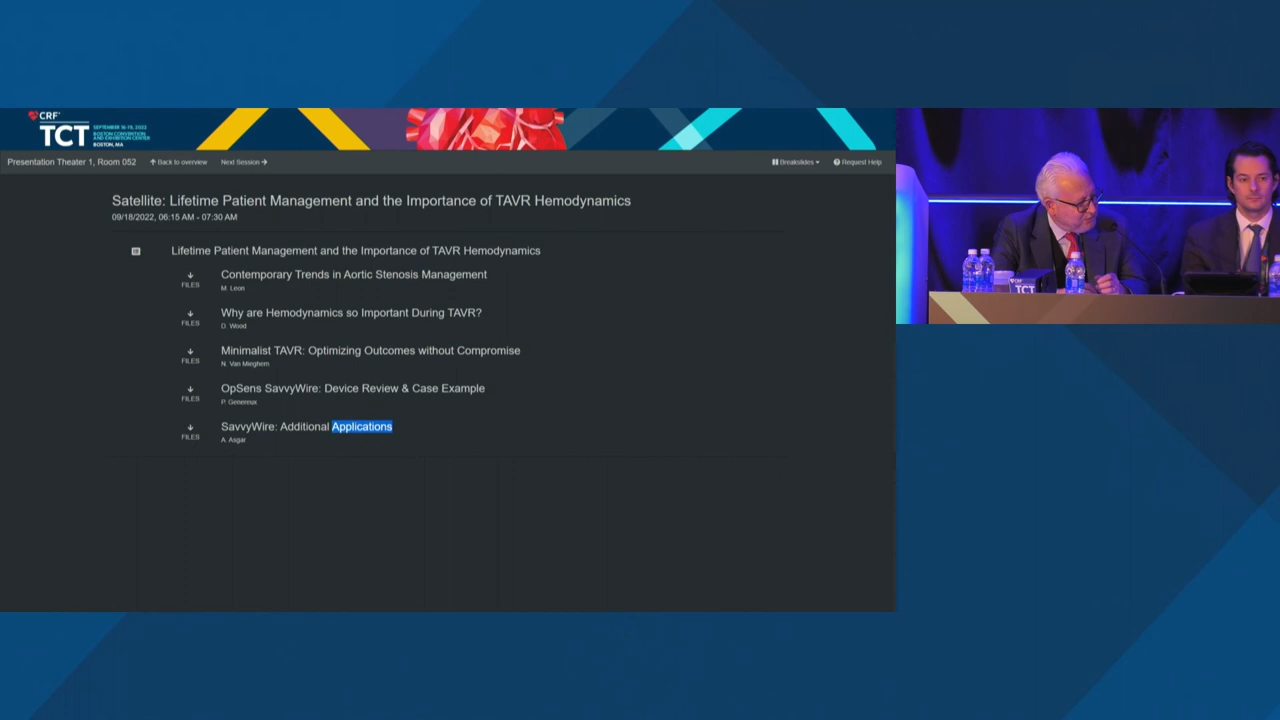 CRF
TCT
SEPTEMBER 16-19, 2022
BOSTON CONVENTION
AND EXHIBITION CENTER
BOSTON, MA
Presentation Theater 1, Room 052
Back to overview
Next Session
Breakslides
Request Help
Satellite: Lifetime Patient Management and the Importance of TAVR Hemodynamics
09/18/2022, 06:15 AM - 07:30 AM
Lifetime Patient Management and the Importance of TAVR Hemodynamics
FILES
Contemporary Trends in Aortic Stenosis Management
M. Leon
FILES
Why are Hemodynamics so Important During TAVR?
D. Wood
FILES
Minimalist TAVR: Optimizing Outcomes without Compromise
N. Van Mieghem
FILES
OpSens SavvyWire: Device Review & Case Example
P. Genereux
FILES
SavvyWire: Additional Applications
A. Asgar
CRF
TCT